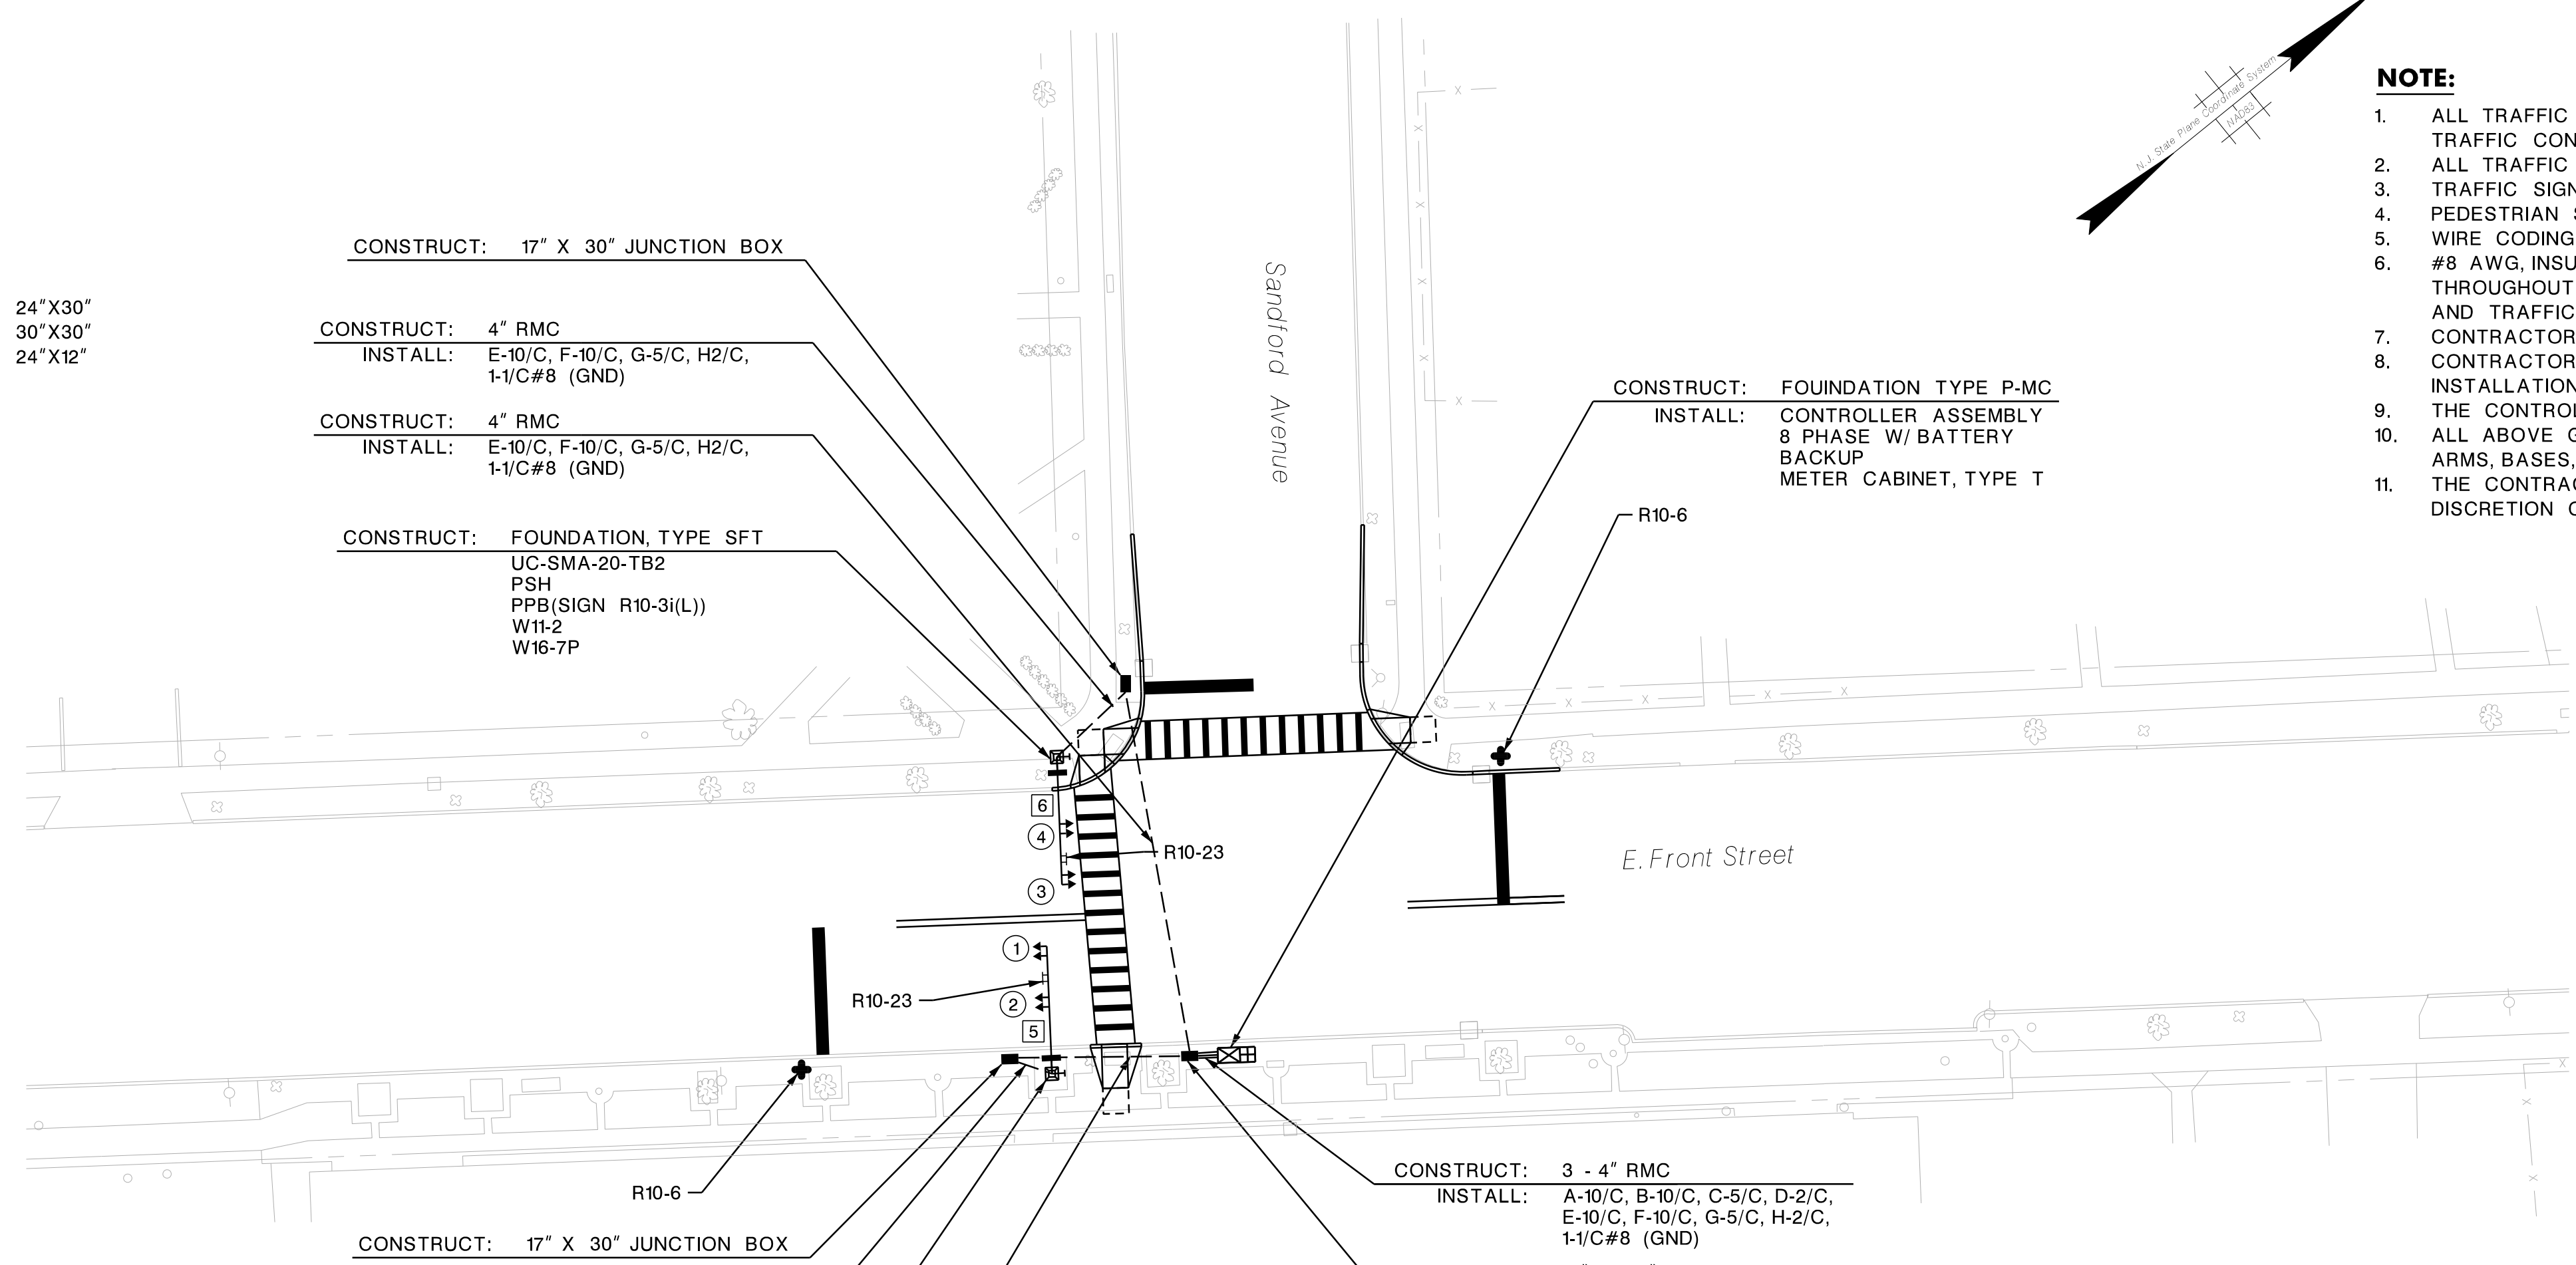 N.J. State Plane Coordinate System
NAD83
NOTE:
1. ALL TRAFFIC
TRAFFIC CON
2. ALL TRAFFIC
3. TRAFFIC SIGN
4. PEDESTRIAN
5. WIRE CODING
6. #8 AWG, INSU
THROUGHOUT
AND TRAFFIC
7. CONTRACTOR
8. CONTRACTOR
INSTALLATION
9. THE CONTROL
10. ALL ABOVE G
ARMS, BASES,
11. THE CONTRAC
DISCRETION
24"X30"
30"X30"
24"X12"
CONSTRUCT: 17" X 30" JUNCTION BOX
CONSTRUCT: 4" RMC
INSTALL: E-10/C, F-10/C, G-5/C, H2/C,
1-1/C#8 (GND)
CONSTRUCT: 4" RMC
INSTALL: E-10/C, F-10/C, G-5/C, H2/C,
1-1/C#8 (GND)
CONSTRUCT: FOUNDATION, TYPE SFT
UC-SMA-20-TB2
PSH
PPB(SIGN R10-3i(L))
W11-2
W16-7P
Sandford Avenue
CONSTRUCT: FOUINDATION TYPE P-MC
INSTALL: CONTROLLER ASSEMBLY
8 PHASE W/ BATTERY
BACKUP
METER CABINET, TYPE T
R10-6
6
4
R10-23
3
E. Front Street
1
R10-23
2
5
R10-6
CONSTRUCT: 17" X 30" JUNCTION BOX
CONSTRUCT: 3 - 4" RMC
INSTALL: A-10/C, B-10/C, C-5/C, D-2/C,
E-10/C, F-10/C, G-5/C, H-2/C,
1-1/C#8 (GND)